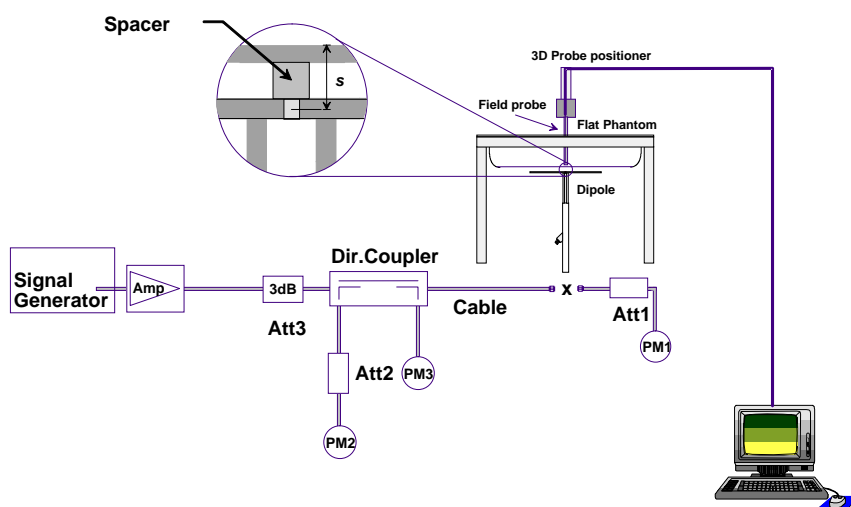 Spacer
s
3D Probe positioner
Field probe
Flat Phantom
Dipole
Dir.Coupler
Signal
Generator
Amp
3dB
Att3
Cable
x
Att1
PM1
Att2
PM3
PM2